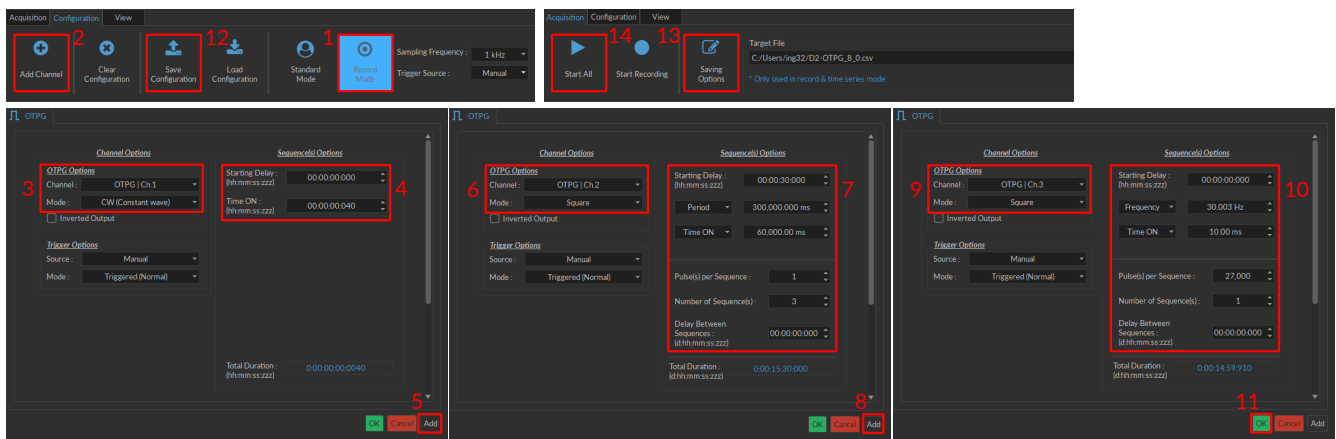 Acquisition Configuration View
2 12 1
Add Channel
Clear
Configuration
Save
Configuration
Load
Configuration
Standard
Mode
Record
Mode
Sampling Frequency : 1 kHz
Trigger Source : Manual
Acquisition Configuration View
14 13
Start All
Start Recording
Saving
Options
Target File
C:/Users/ing32/D2-OTPG_8_0.csv
* Only used in record & time series mode
OTPG
Channel Options
3
OTPG Options
Channel : OTPG | Ch.1
Mode : CW (Constant wave)
Inverted Output
Trigger Options
Source : Manual
Mode : Triggered (Normal)
Sequence(s) Options
4
Starting Delay :
(hh:mm:ss:zzz)
00:00:00:000
Time ON :
(hh:mm:ss:zzz)
00:00:00:040
Total Duration :
(hh:mm:ss:zzz)
0:00:00:00:0040
5
OK Cancel Add
OTPG
Channel Options
6
OTPG Options
Channel : OTPG | Ch.2
Mode : Square
Inverted Output
Trigger Options
Source : Manual
Mode : Triggered (Normal)
Sequence(s) Options
7
Starting Delay :
(hh:mm:ss:zzz)
00:00:30:000
Period 300,000.000 ms
Time ON 60,000.00 ms
Pulse(s) per Sequence : 1
Number of Sequence(s) : 3
Delay Between
Sequences :
(d:hh:mm:ss:zzz)
00:00:00:000
Total Duration :
(d:hh:mm:ss:zzz)
0:00:15:30:000
8
OK Cancel Add
OTPG
Channel Options
9
OTPG Options
Channel : OTPG | Ch.3
Mode : Square
Inverted Output
Trigger Options
Source : Manual
Mode : Triggered (Normal)
Sequence(s) Options
10
Starting Delay :
(hh:mm:ss:zzz)
00:00:00:000
Frequency 30.003 Hz
Time ON 10.00 ms
Pulse(s) per Sequence : 27,000
Number of Sequence(s) : 1
Delay Between
Sequences :
(d:hh:mm:ss:zzz)
00:00:00:000
Total Duration :
(d:hh:mm:ss:zzz)
0:00:14:59:910
11
OK Cancel Add